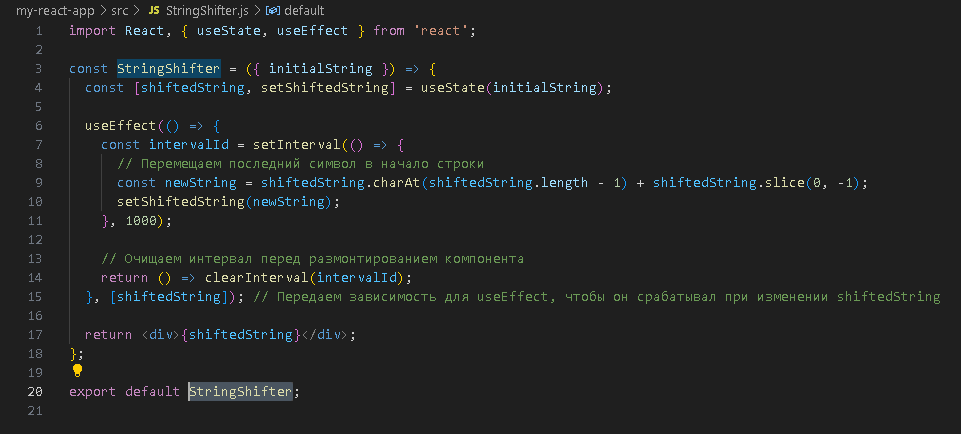 my-react-app > src > JS StringShifter.js > default
1 import React, { useState, useEffect } from 'react';
2
3 const StringShifter = ({ initialString }) => {
4 const [shiftedString, setShiftedString] = useState(initialString);
5
6 useEffect(() => {
7 const intervalId = setInterval(() => {
8 // Перемещаем последний символ в начало строки
9 const newString = shiftedString.charAt(shiftedString.length - 1) + shiftedString.slice(0, -1);
10 setShiftedString(newString);
11 }, 1000);
12
13 // Очищаем интервал перед размонтированием компонента
14 return () => clearInterval(intervalId);
15 }, [shiftedString]); // Передаем зависимость для useEffect, чтобы он срабатывал при изменении shiftedString
16
17 return <div>{shiftedString}</div>;
18 };
19
20 export default StringShifter;
21